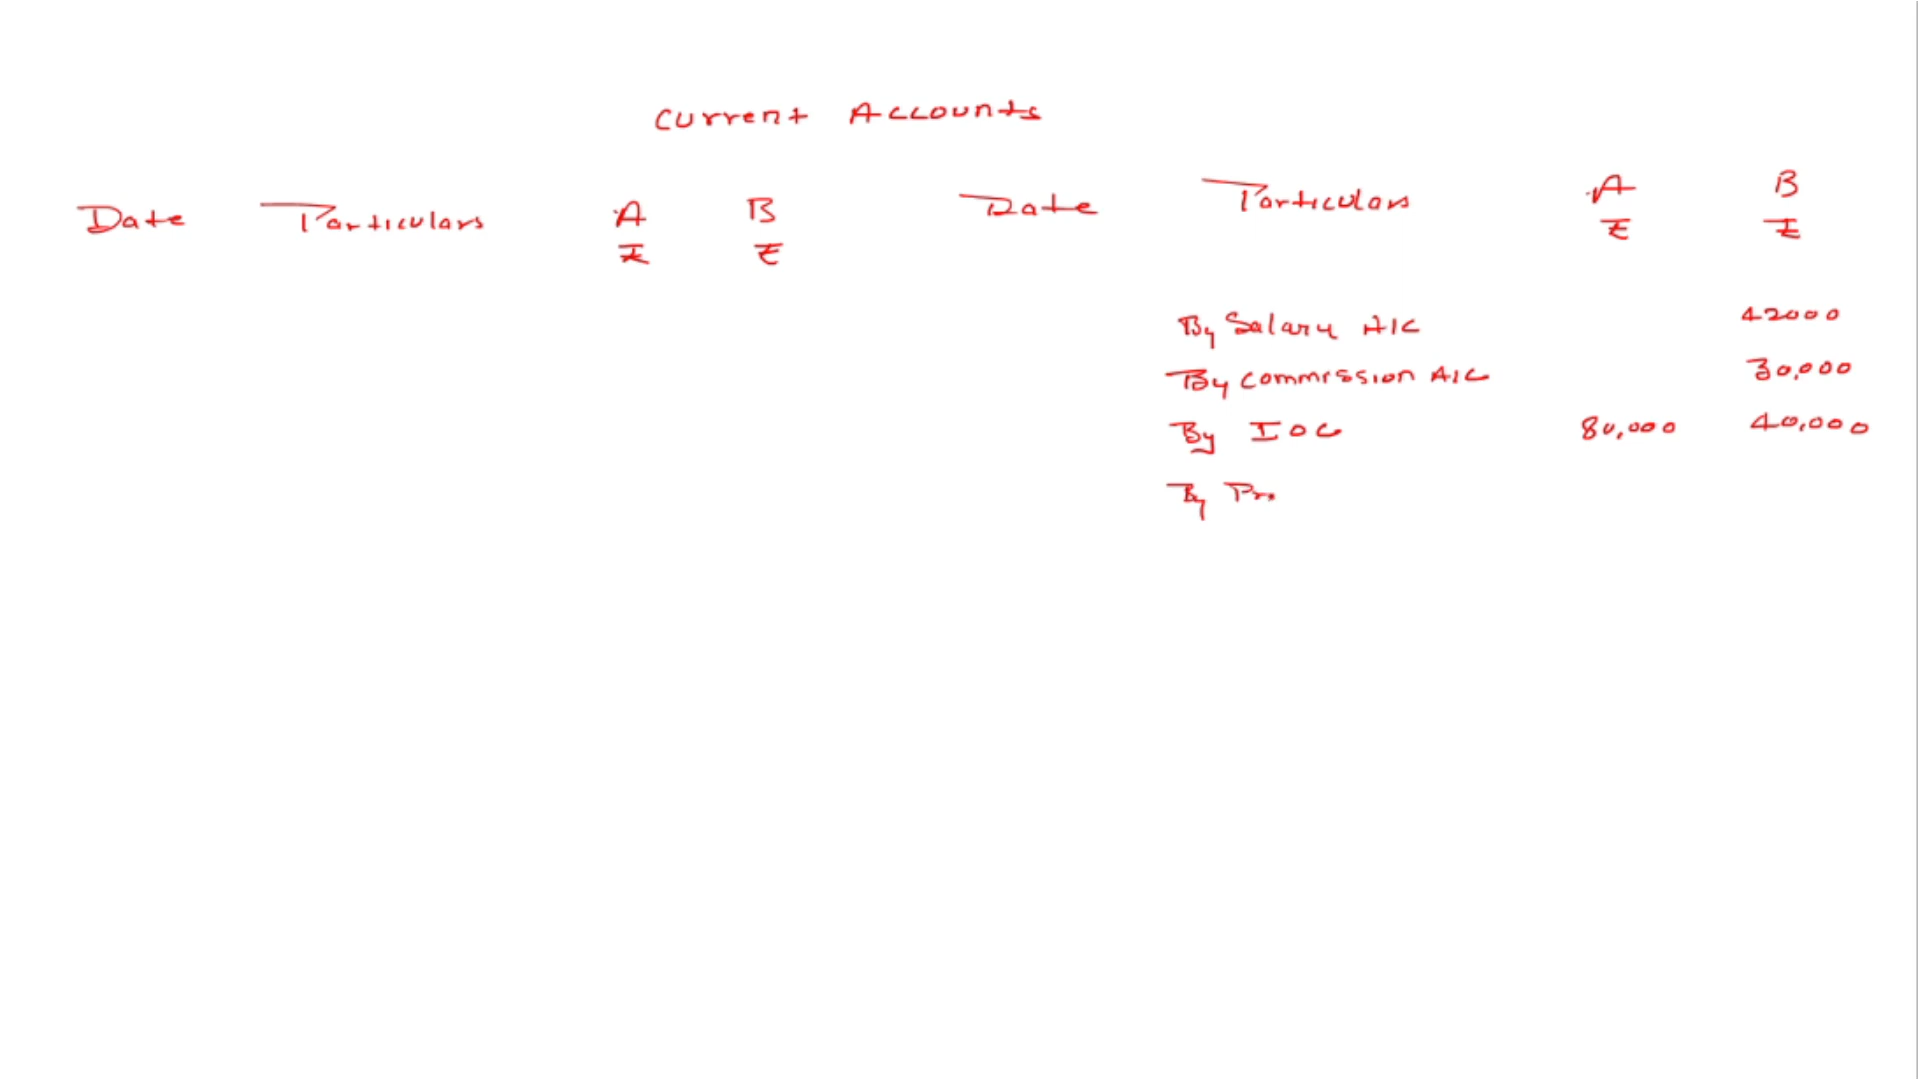 Current Accounts
Date Particulars A B Date Particulars A B
₹ ₹ ₹ ₹
By Salary A/C 42000
By Commission A/C 30,000
By IOC 80,000 40,000
By Pr